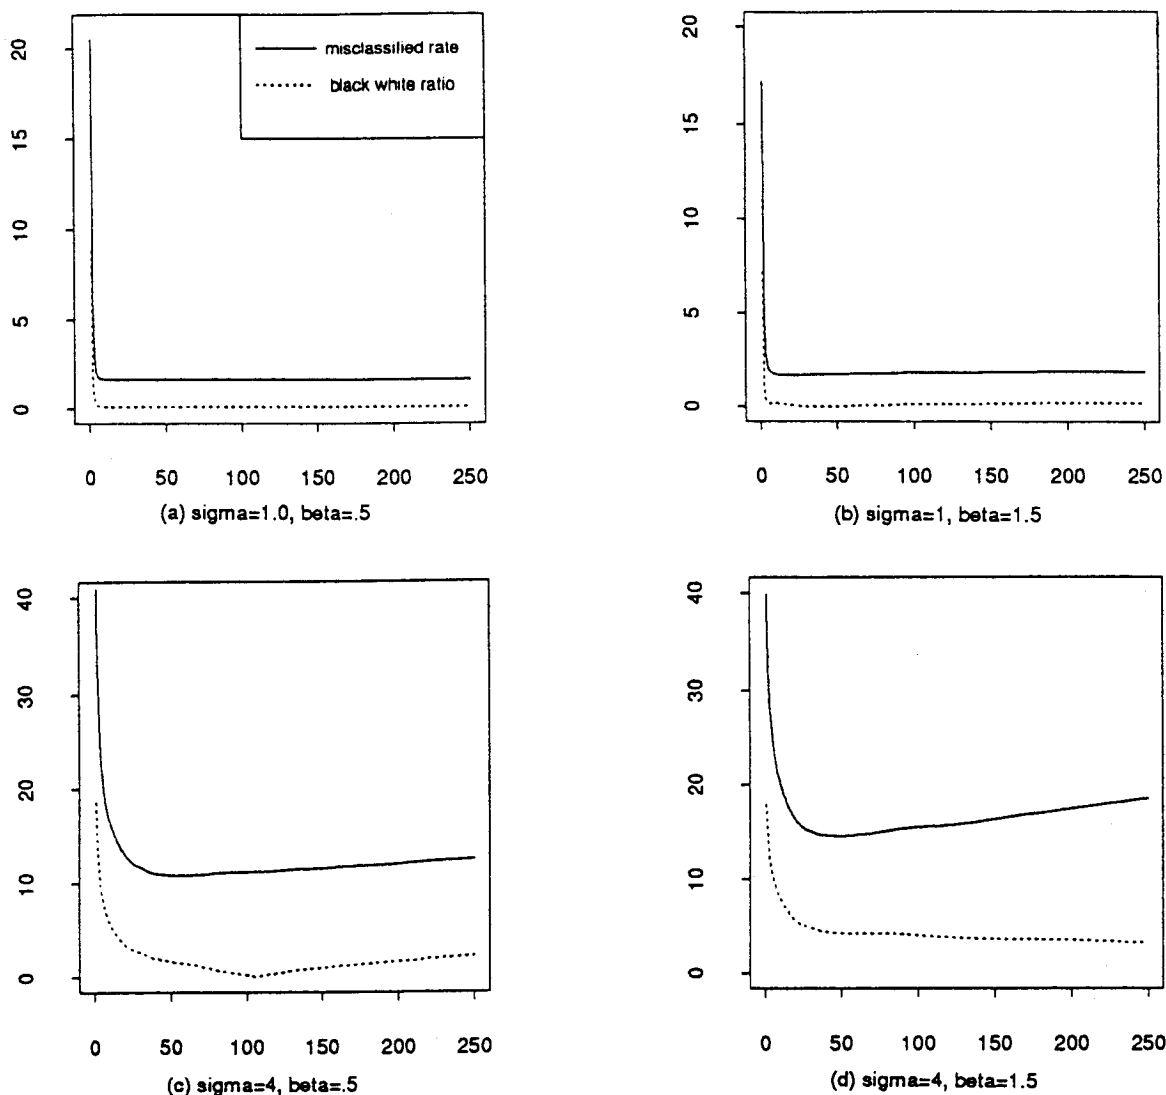 20
15
10
5
0
misclassified rate
black white ratio
0 50 100 150 200 250
(a) sigma=1.0, beta=.5
20
15
10
5
0
0 50 100 150 200 250
(b) sigma=1, beta=1.5
40
30
20
10
0
0 50 100 150 200 250
(c) sigma=4, beta=.5
40
30
20
10
0
0 50 100 150 200 250
(d) sigma=4, beta=1.5